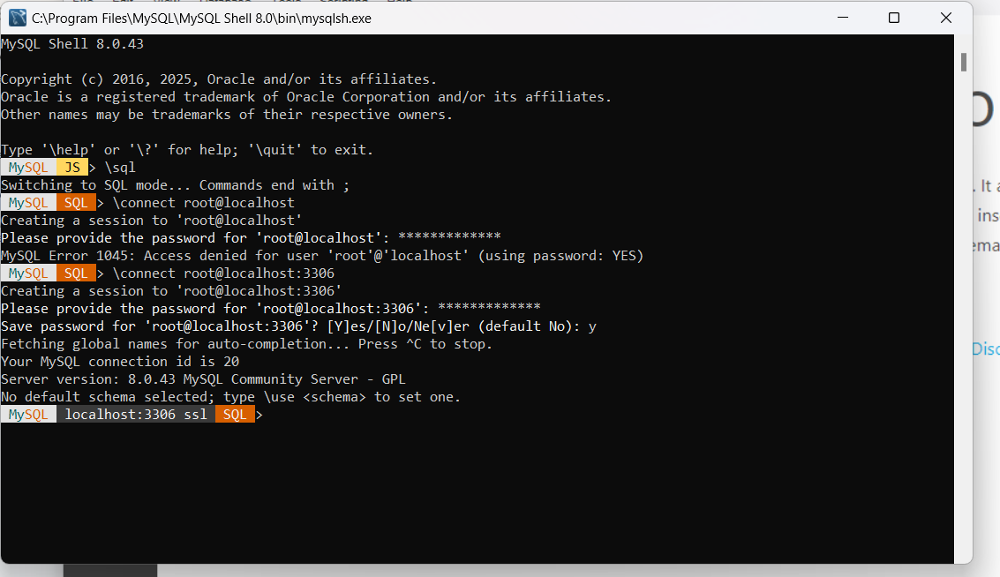 C:\Program Files\MySQL\MySQL Shell 8.0\bin\mysqlsh.exe
MySQL Shell 8.0.43
Copyright (c) 2016, 2025, Oracle and/or its affiliates.
Oracle is a registered trademark of Oracle Corporation and/or its affiliates.
Other names may be trademarks of their respective owners.
Type '\help' or '\?' for help; '\quit' to exit.
MySQL JS > \sql
Switching to SQL mode... Commands end with ;
MySQL SQL > \connect root@localhost
Creating a session to 'root@localhost'
Please provide the password for 'root@localhost': *************
MySQL Error 1045: Access denied for user 'root'@'localhost' (using password: YES)
MySQL SQL > \connect root@localhost:3306
Creating a session to 'root@localhost:3306'
Please provide the password for 'root@localhost:3306': *************
Save password for 'root@localhost:3306'? [Y]es/[N]o/Ne[v]er (default No): y
Fetching global names for auto-completion... Press ^C to stop.
Your MySQL connection id is 20
Server version: 8.0.43 MySQL Community Server - GPL
No default schema selected; type \use <schema> to set one.
MySQL localhost:3306 ssl SQL >
. It
ins
ema
Disc